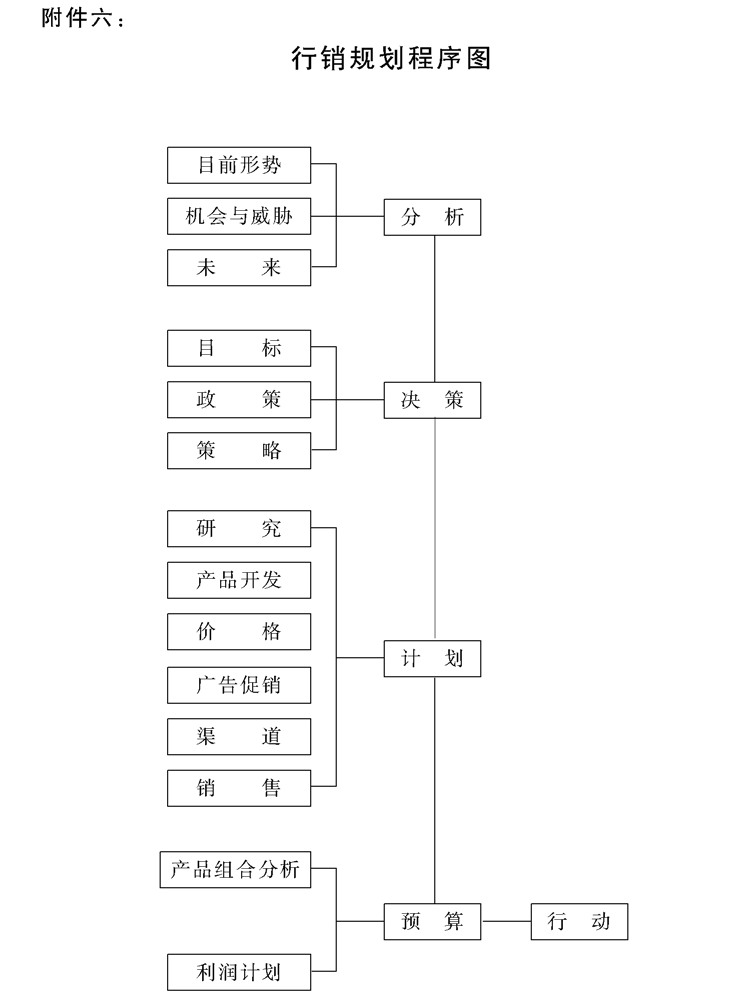 附件六：
行销规划程序图
目前形势
机会与威胁
分 析
未 来
目 标
政 策
决 策
策 略
研 究
产品开发
价 格
计 划
广告促销
渠 道
销 售
产品组合分析
预 算
行 动
利润计划